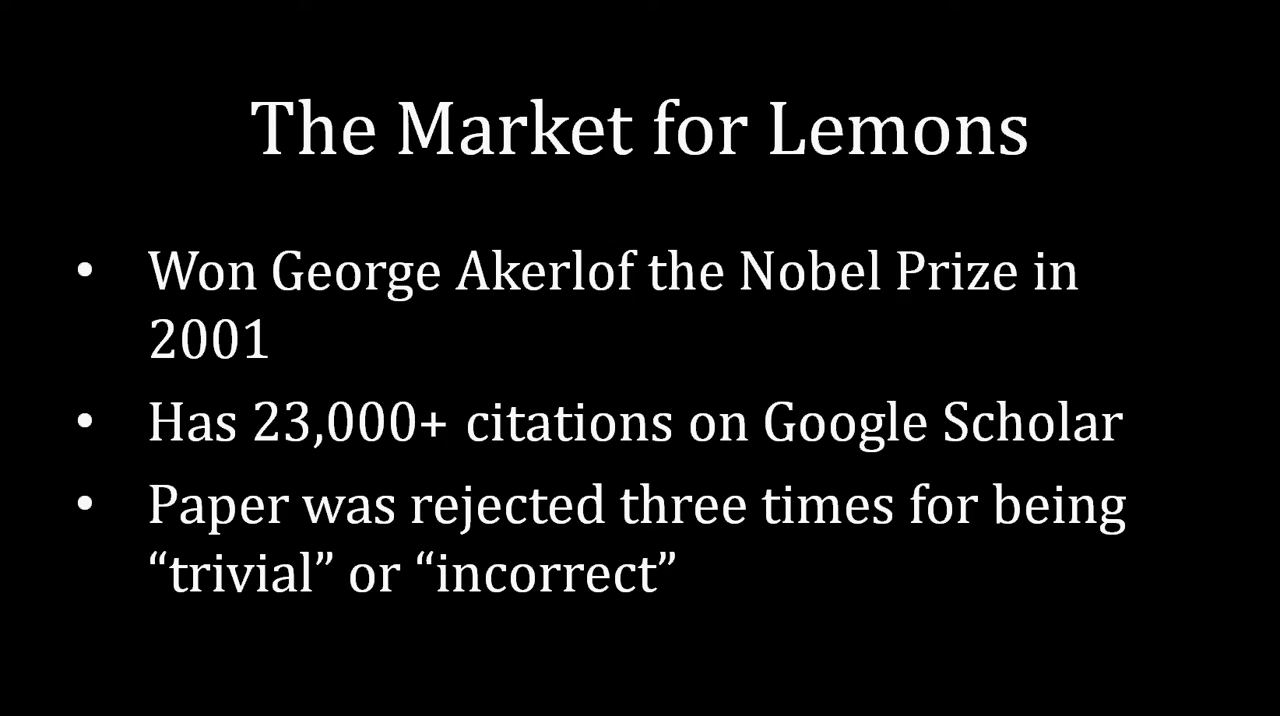 The Market for Lemons
• Won George Akerlof the Nobel Prize in
2001
• Has 23,000+ citations on Google Scholar
• Paper was rejected three times for being
“trivial” or “incorrect”